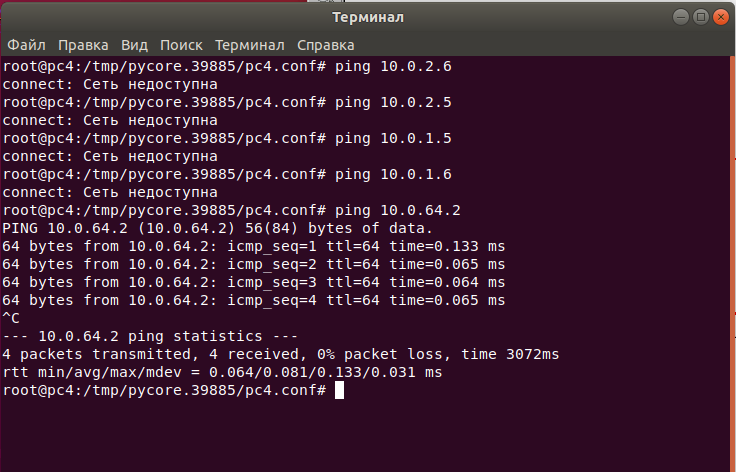 Терминал
Файл Правка Вид Поиск Терминал Справка
root@pc4:/tmp/pycore.39885/pc4.conf# ping 10.0.2.6
connect: Сеть недоступна
root@pc4:/tmp/pycore.39885/pc4.conf# ping 10.0.2.5
connect: Сеть недоступна
root@pc4:/tmp/pycore.39885/pc4.conf# ping 10.0.1.5
connect: Сеть недоступна
root@pc4:/tmp/pycore.39885/pc4.conf# ping 10.0.1.6
connect: Сеть недоступна
root@pc4:/tmp/pycore.39885/pc4.conf# ping 10.0.64.2
PING 10.0.64.2 (10.0.64.2) 56(84) bytes of data.
64 bytes from 10.0.64.2: icmp_seq=1 ttl=64 time=0.133 ms
64 bytes from 10.0.64.2: icmp_seq=2 ttl=64 time=0.065 ms
64 bytes from 10.0.64.2: icmp_seq=3 ttl=64 time=0.064 ms
64 bytes from 10.0.64.2: icmp_seq=4 ttl=64 time=0.065 ms
^C
--- 10.0.64.2 ping statistics ---
4 packets transmitted, 4 received, 0% packet loss, time 3072ms
rtt min/avg/max/mdev = 0.064/0.081/0.133/0.031 ms
root@pc4:/tmp/pycore.39885/pc4.conf#